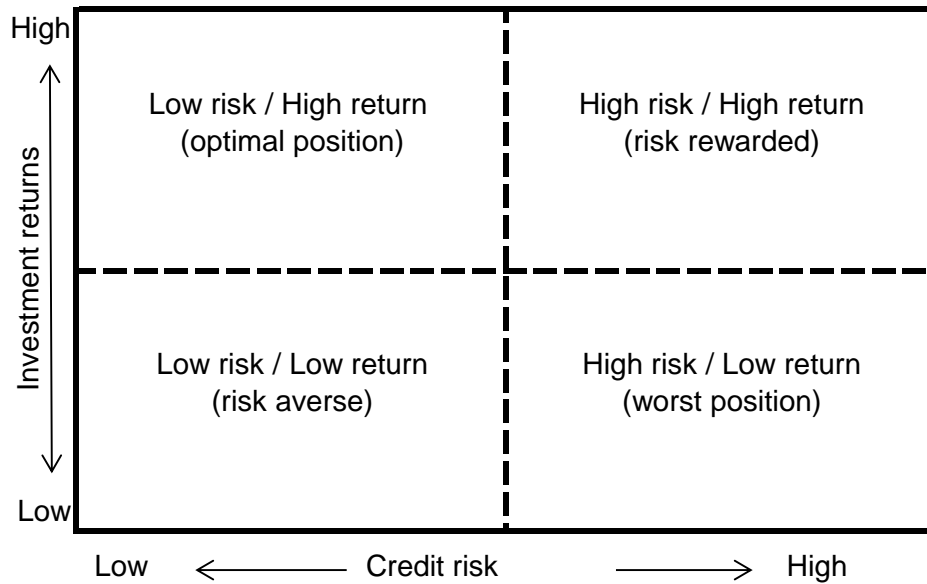 High
Low risk / High return
(optimal position)
High risk / High return
(risk rewarded)
Investment returns
Low risk / Low return
(risk averse)
High risk / Low return
(worst position)
Low
Low
Credit risk
High